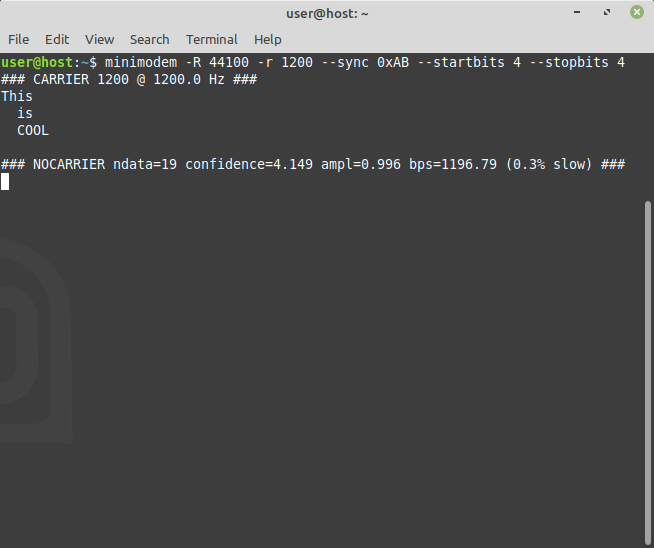 user@host: ~
File Edit View Search Terminal Help
user@host:~$ minimodem -R 44100 -r 1200 --sync 0xAB --startbits 4 --stopbits 4
### CARRIER 1200 @ 1200.0 Hz ###
This
  is
  COOL

### NOCARRIER ndata=19 confidence=4.149 ampl=0.996 bps=1196.79 (0.3% slow) ###